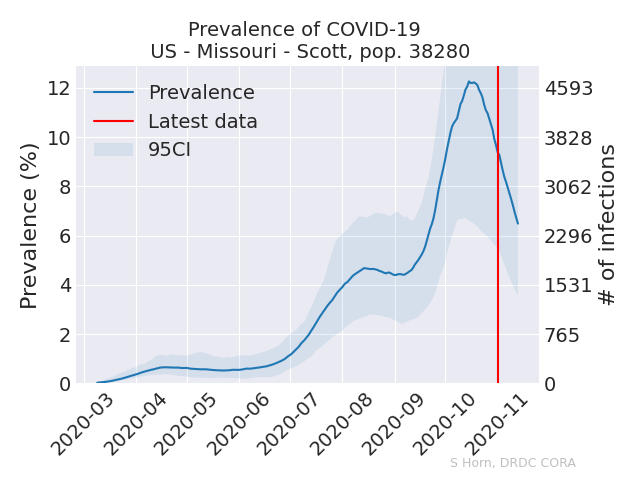 Prevalence of COVID-19
US - Missouri - Scott, pop. 38280
Prevalence
Latest data
95CI
Prevalence (%)
12
10
8
6
4
2
0
4593
3828
3062
2296
1531
765
0
# of infections
2020-03
2020-04
2020-05
2020-06
2020-07
2020-08
2020-09
2020-10
2020-11
S Horn, DRDC CORA